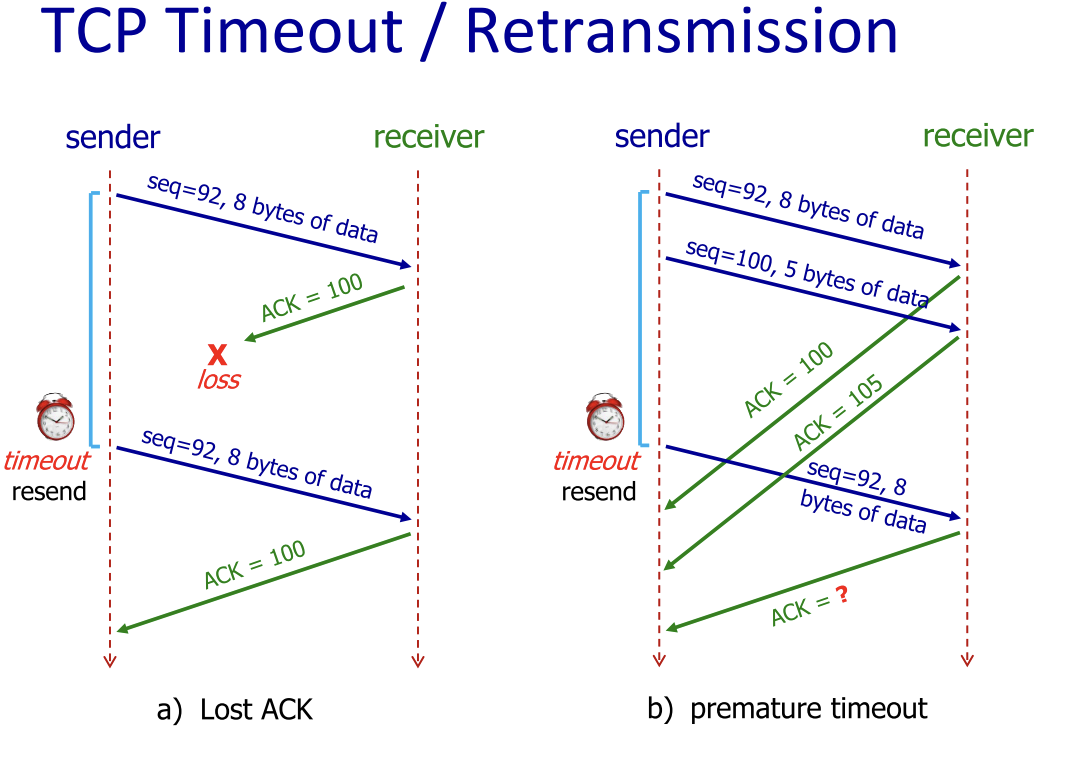 TCP Timeout / Retransmission
sender
receiver
seq=92, 8 bytes of data
ACK = 100
X
loss
timeout
resend
seq=92, 8 bytes of data
ACK = 100
a) Lost ACK
sender
receiver
seq=92, 8 bytes of data
seq=100, 5 bytes of data
ACK = 100
ACK = 105
timeout
resend
seq=92, 8
bytes of data
ACK = ?
b) premature timeout